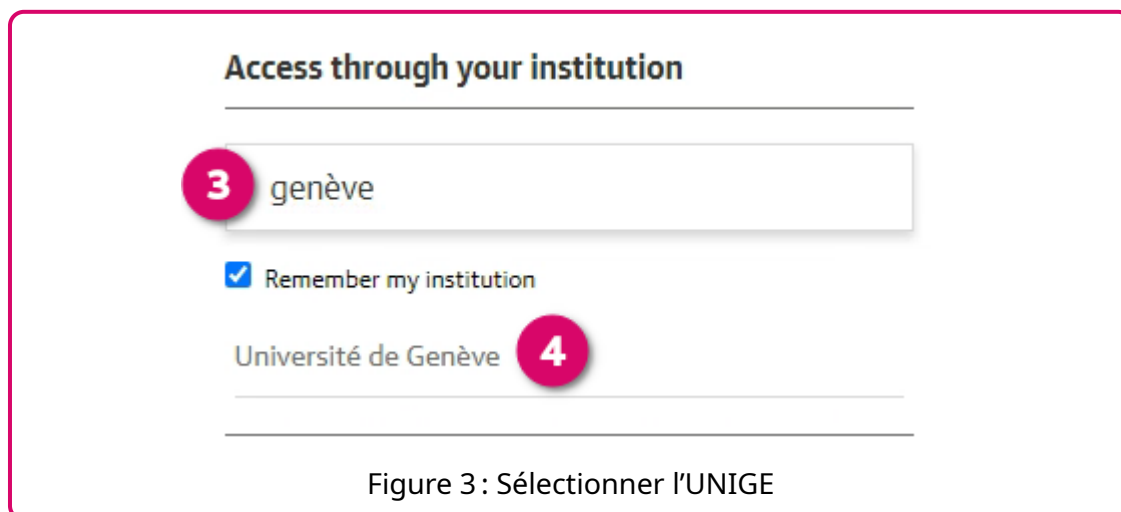 Access through your institution
3 genève
Remember my institution
Université de Genève 4
Figure 3 : Sélectionner l’UNIGE